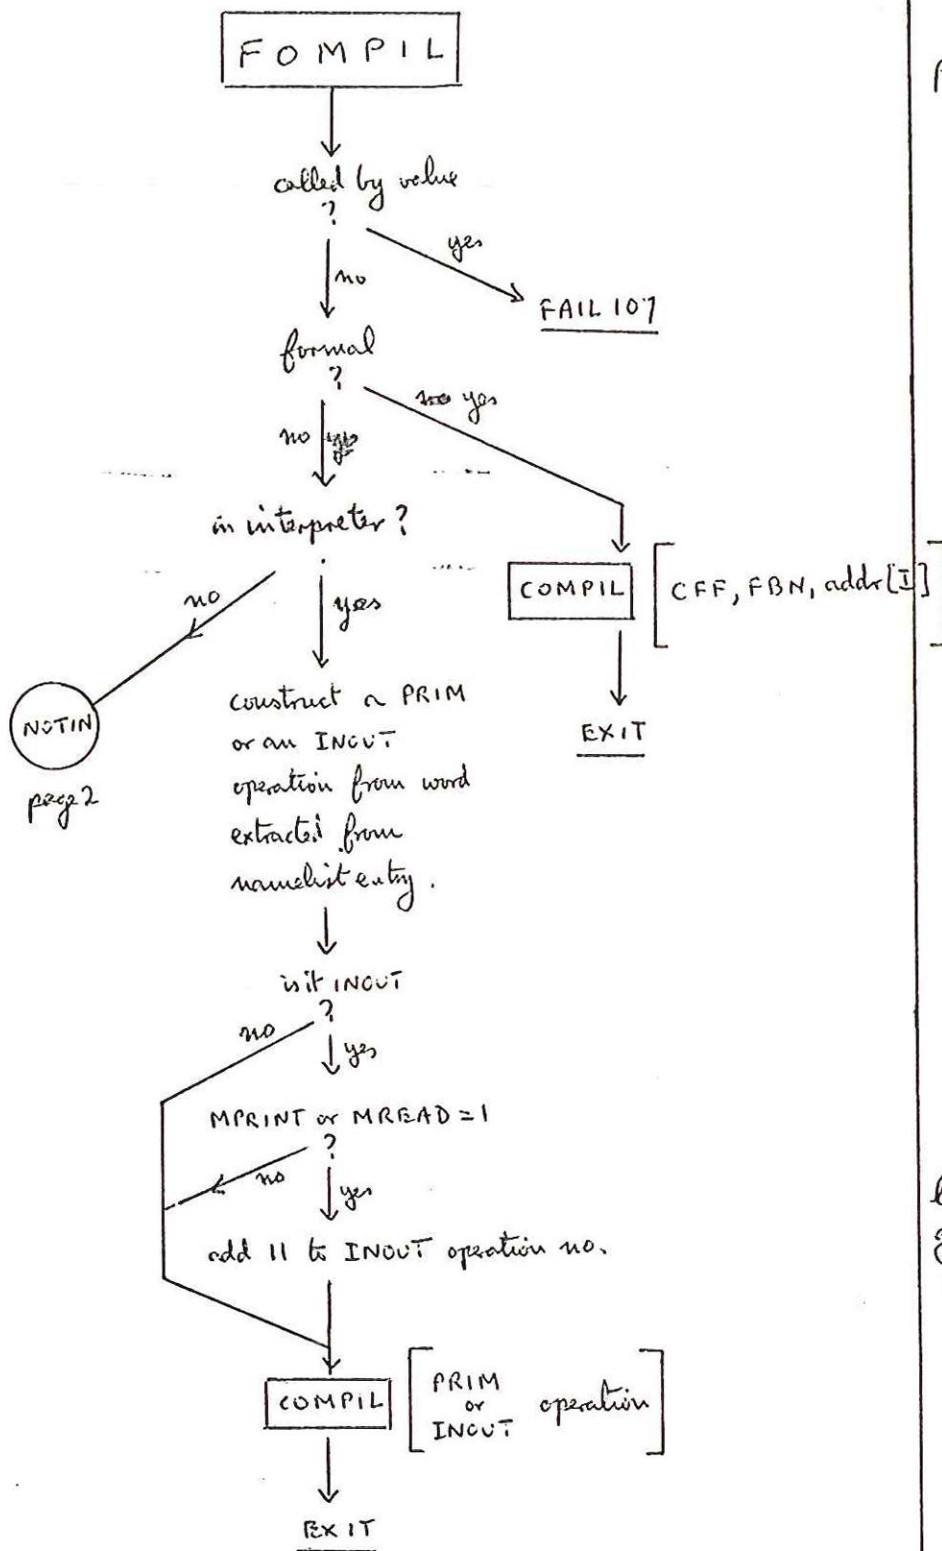 FOMPIL
called by value
?
yes
no
FAIL 107
formal
?
no yes
no
in interpreter?
no
yes
COMPIL [CFF, FBN, addr[I]]
EXIT
NOTIN
page 2
construct a PRIM
or an INOUT
operation from word
extracted from
namelist entry.
is it INOUT
?
no
yes
MPRINT or MREAD = 1
?
no
yes
add 11 to INOUT operation no.
COMPIL [PRIM
or operation]
INOUT
EXIT